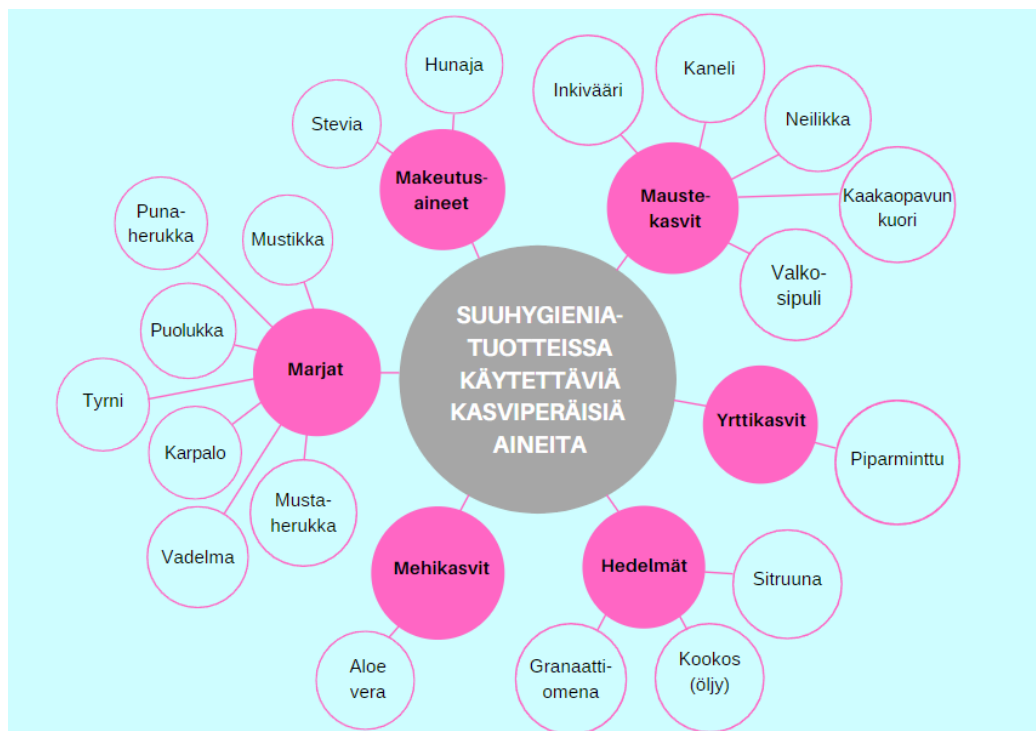 SUUHYGIENIA-
TUOTTEISSA
KÄYTETTÄVIÄ
KASVIPERÄISIÄ
AINEITA
Makeutus-
aineet
Stevia
Hunaja
Mauste-
kasvit
Inkivääri
Kaneli
Neilikka
Kaakaopavun
kuori
Valko-
sipuli
Yrttikasvit
Piparminttu
Hedelmät
Sitruuna
Kookos
(öljy)
Granaatti-
omena
Mehikasvit
Aloe
vera
Marjat
Musta-
herukka
Vadelma
Karpalo
Tyrni
Puolukka
Puna-
herukka
Mustikka